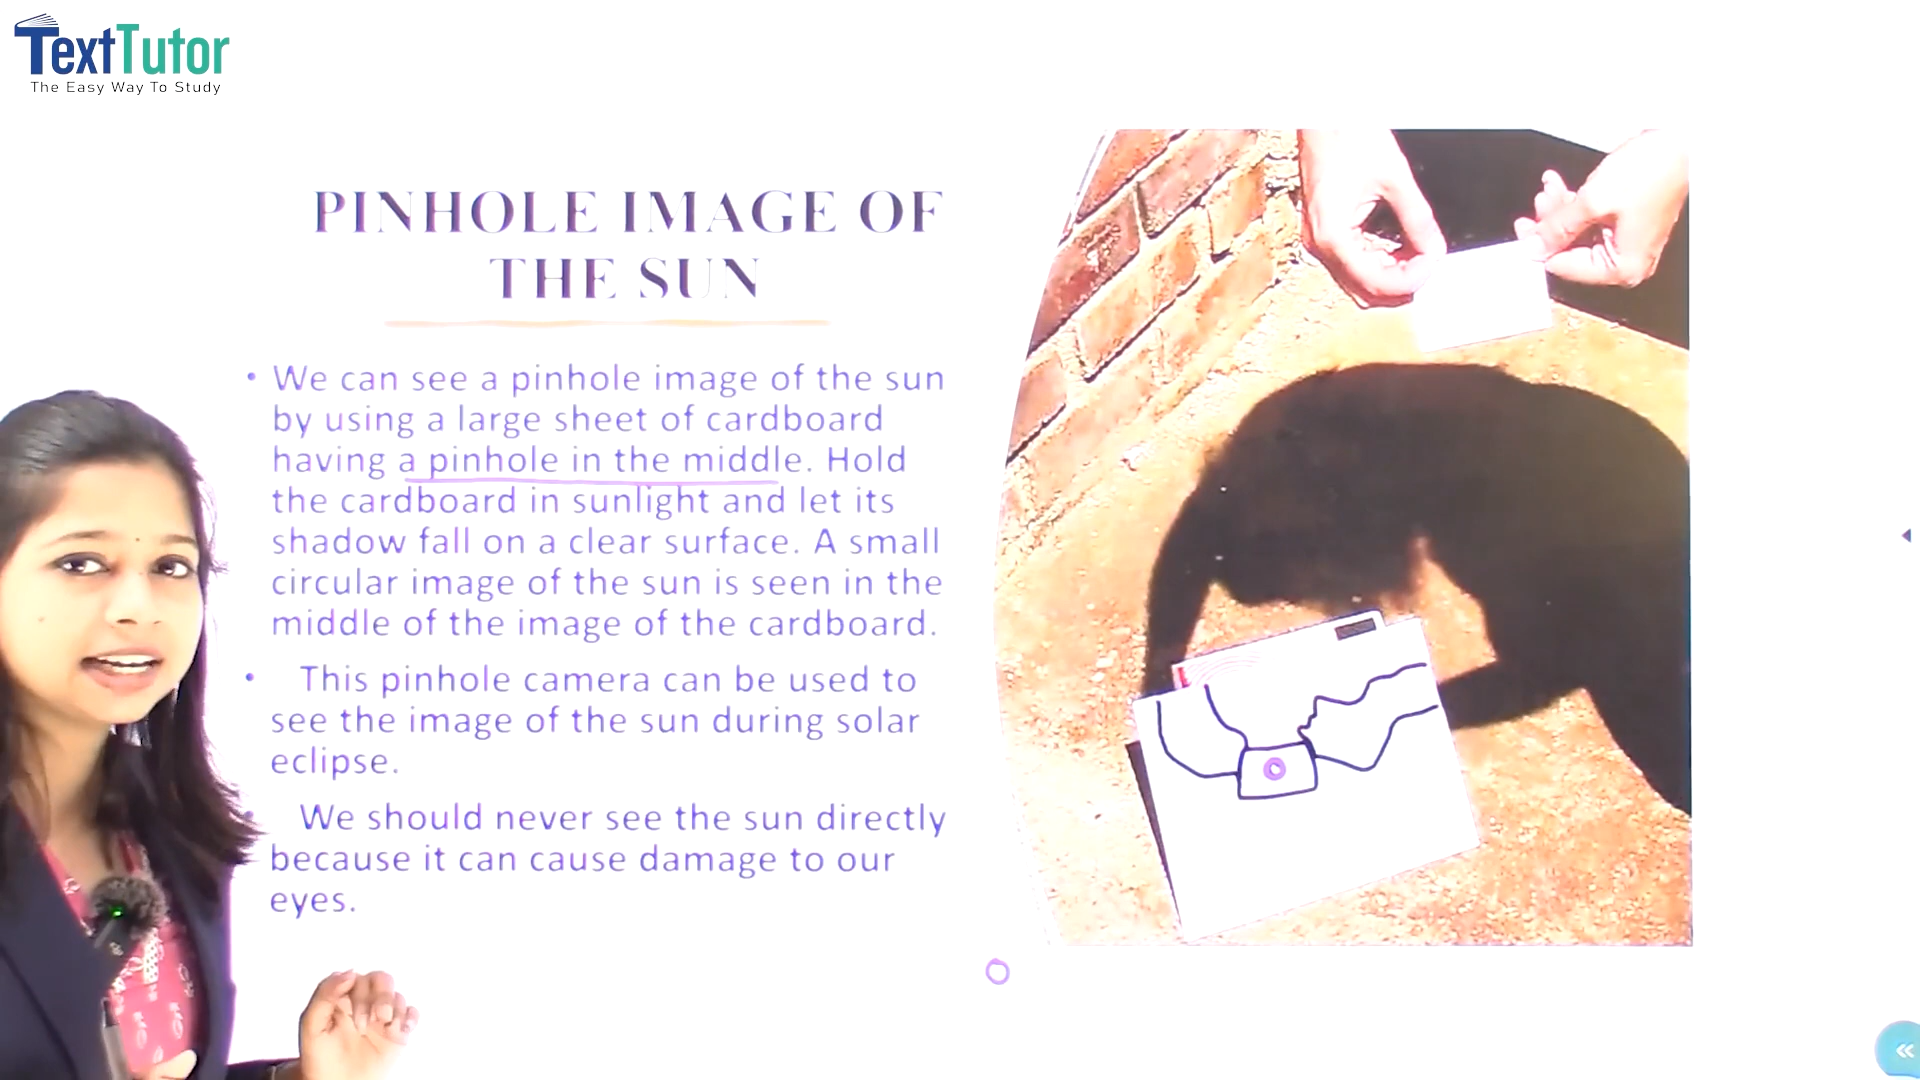 TextTutor
The Easy Way To Study
PINHOLE IMAGE OF
THE SUN
• We can see a pinhole image of the sun
by using a large sheet of cardboard
having a pinhole in the middle. Hold
the cardboard in sunlight and let its
shadow fall on a clear surface. A small
circular image of the sun is seen in the
middle of the image of the cardboard.
• This pinhole camera can be used to
see the image of the sun during solar
eclipse.
We should never see the sun directly
because it can cause damage to our
eyes.